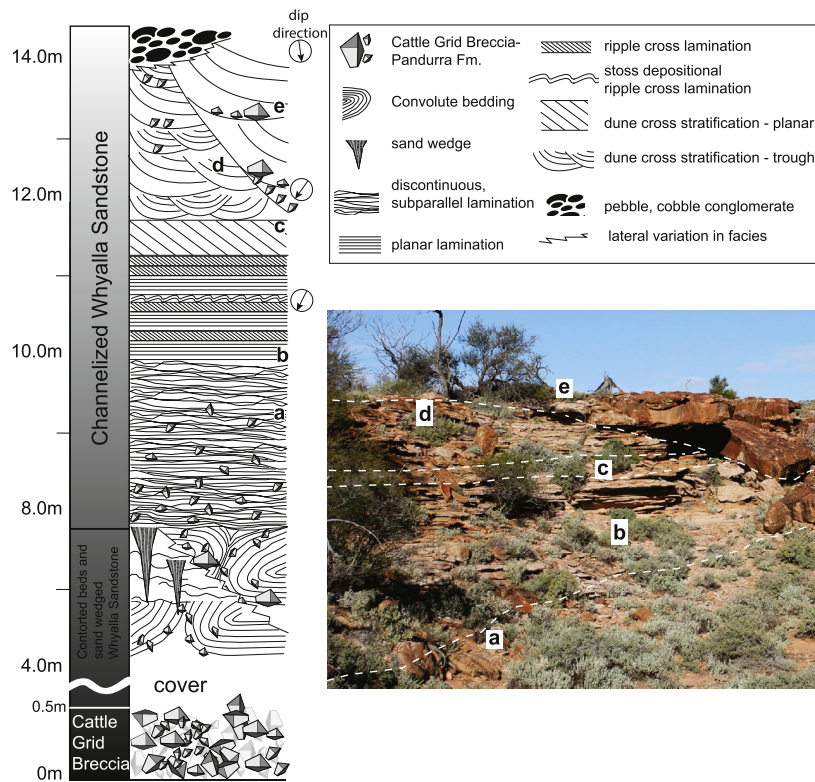 dip
direction
14.0m
12.0m
10.0m
8.0m
4.0m
0.5m
0m
Channelized Whyalla Sandstone
Contorted beds and
sand wedged
Whyalla Sandstone
Cattle
Grid
Breccia
cover
e
d
c
b
a
Cattle Grid Breccia-
Pandurra Fm.
Convolute bedding
sand wedge
discontinuous,
subparallel lamination
planar lamination
ripple cross lamination
stoss depositional
ripple cross lamination
dune cross stratification - planar
dune cross stratification - trough
pebble, cobble conglomerate
lateral variation in facies
e
d
c
b
a